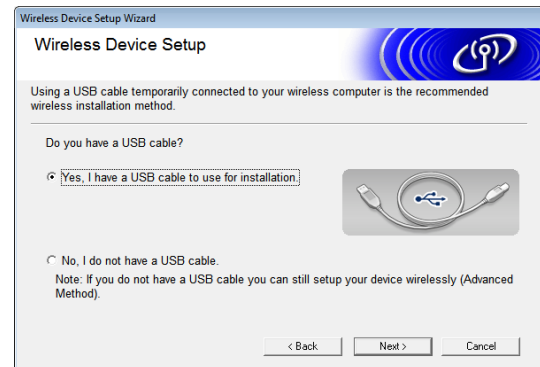 Wireless Device Setup Wizard
Wireless Device Setup
Using a USB cable temporarily connected to your wireless computer is the recommended
wireless installation method.
Do you have a USB cable?
Yes, I have a USB cable to use for installation.
No, I do not have a USB cable.
Note: If you do not have a USB cable you can still setup your device wirelessly (Advanced
Method).
< Back
Next >
Cancel